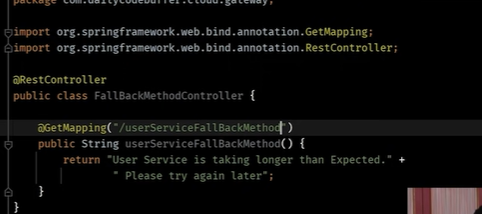 package com.dailycodebuffer.cloud.gateway;
import org.springframework.web.bind.annotation.GetMapping;
import org.springframework.web.bind.annotation.RestController;
@RestController
public class FallBackMethodController {
@GetMapping("/userServiceFallBackMethod")
public String userServiceFallBackMethod() {
return "User Service is taking longer than Expected." +
" Please try again later";
}
}